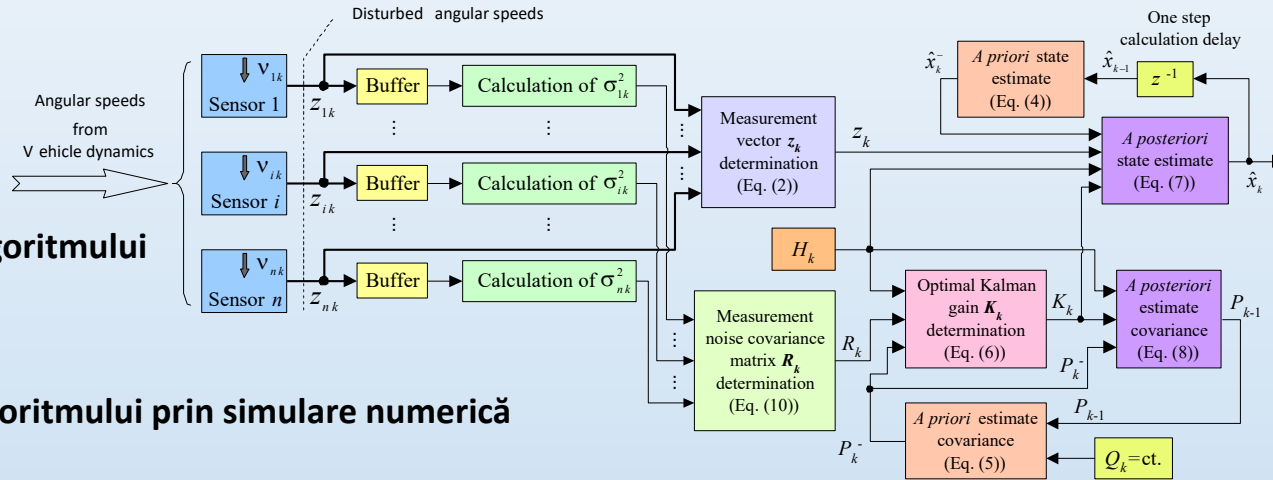 Disturbed angular speeds
Angular speeds
from
V ehicle dynamics
goritmului
goritmului prin simulare numerică
ν1k
Sensor 1
z1k
Buffer
Calculation of σ²1k
⋮
⋮
νik
Sensor i
zik
Buffer
Calculation of σ²ik
⋮
⋮
νnk
Sensor n
znk
Buffer
Calculation of σ²nk
⋮
⋮
Measurement
vector zk
determination
(Eq. (2))
zk
⋮
⋮
Measurement
noise covariance
matrix Rk
determination
(Eq. (10))
Rk
Hk
Optimal Kalman
gain Kk
determination
(Eq. (6))
Kk
One step
calculation delay
x̂k⁻
A priori state
estimate
(Eq. (4))
x̂k-1
z⁻¹
A posteriori
state estimate
(Eq. (7))
x̂k
A posteriori
estimate
covariance
(Eq. (8))
Pk-1
Pk⁻
Pk-1
Pk⁻
A priori estimate
covariance
(Eq. (5))
Qk=ct.